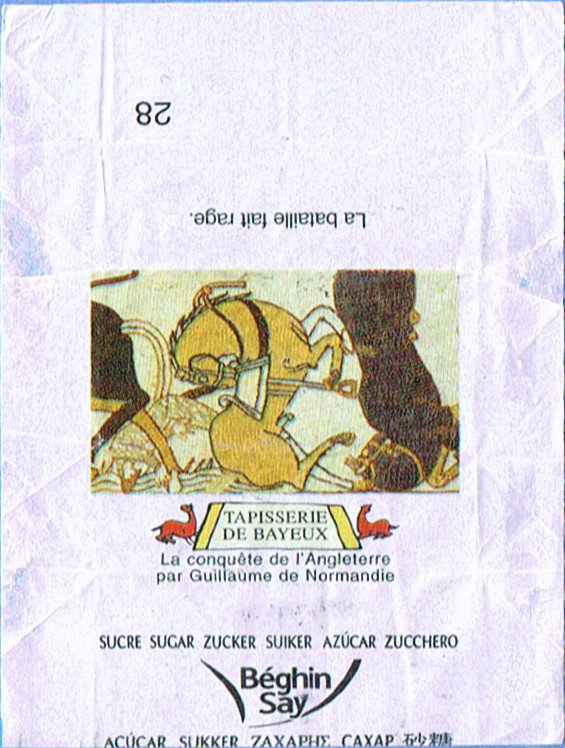 28
La bataille fait rage.
TAPISSERIE
DE BAYEUX
La conquête de l'Angleterre
par Guillaume de Normandie
SUCRE SUGAR ZUCKER SUIKER AZÚCAR ZUCCHERO
Béghin
Say
AÇÚCAR SUKKER ΖΑΧΑΡΗΣ CAXAP 砂糖